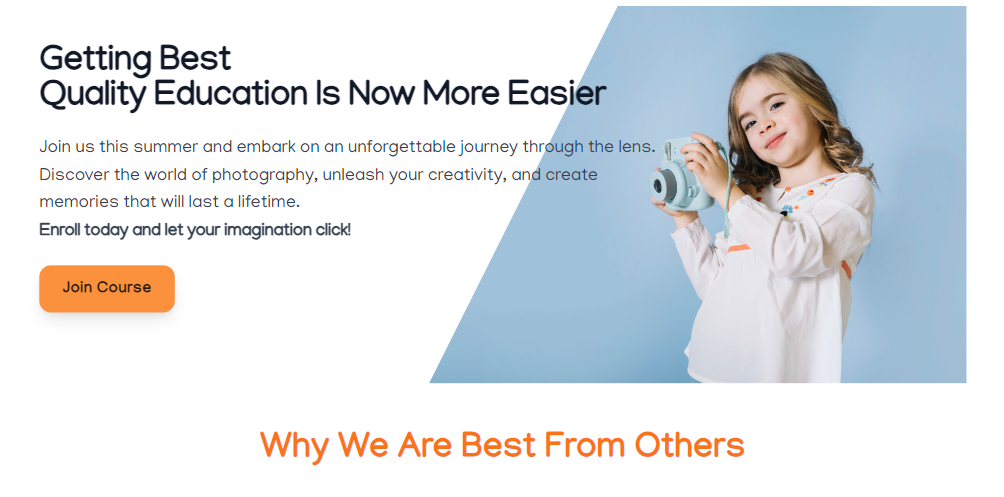 Getting Best
Quality Education Is Now More Easier
Join us this summer and embark on an unforgettable journey through the lens.
Discover the world of photography, unleash your creativity, and create
memories that will last a lifetime.
Enroll today and let your imagination click!
Join Course
Why We Are Best From Others